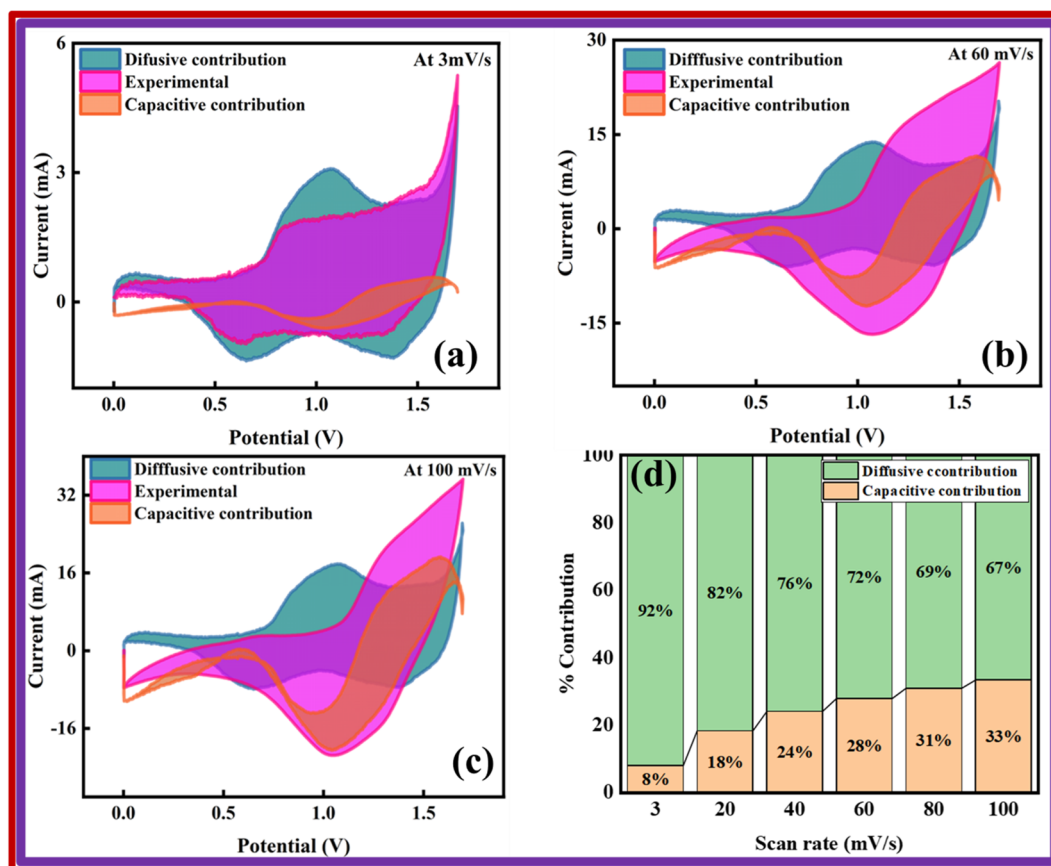 6
Difusive contribution
At 3mV/s
Experimental
Capacitive contribution
3
0
Current (mA)
(a)
0.0 0.5 1.0 1.5
Potential (V)
30
Difffusive contribution
At 60 mV/s
Experimental
Capacitive contribution
15
0
-15
Current (mA)
(b)
0.0 0.5 1.0 1.5
Potential (V)
Difffusive contribution
At 100 mV/s
Experimental
Capacitive contribution
32
16
0
-16
Current (mA)
(c)
0.0 0.5 1.0 1.5
Potential (V)
100
(d)
Diffusive ccontribution
Capacitive contribution
80
60
40
20
0
% Contribution
92% 82% 76% 72% 69% 67%
8% 18% 24% 28% 31% 33%
3 20 40 60 80 100
Scan rate (mV/s)